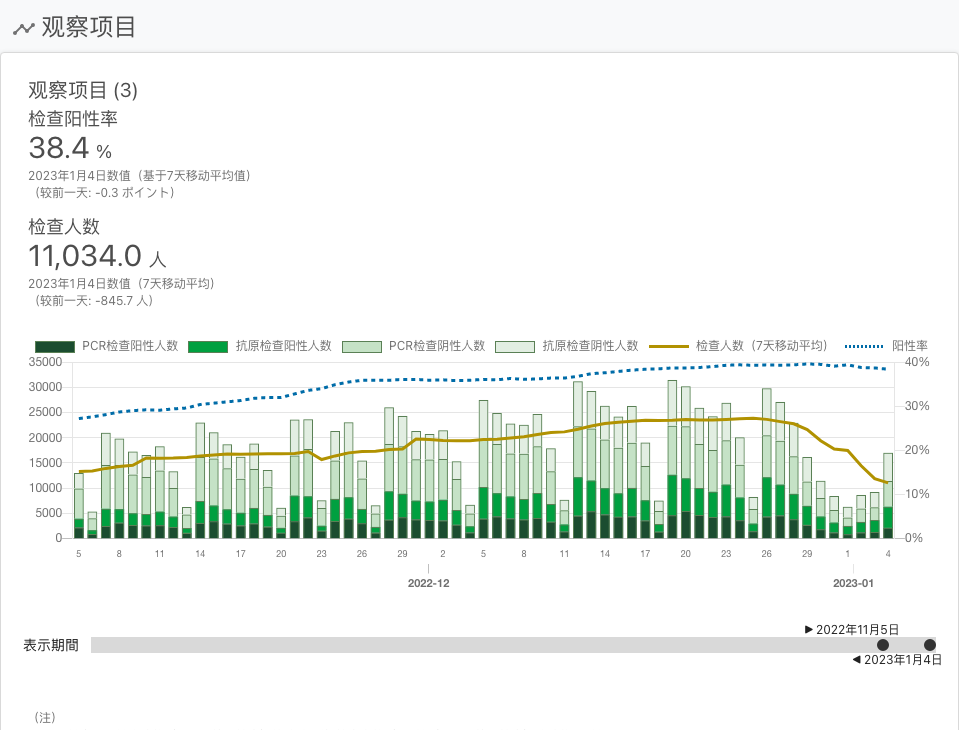 观察项目
观察项目 (3)
检查阳性率
38.4 %
2023年1月4日数值（基于7天移动平均值）
（较前一天: -0.3 ポイント）
检查人数
11,034.0 人
2023年1月4日数值（7天移动平均）
（较前一天: -845.7 人）
PCR检查阳性人数 抗原检查阳性人数 PCR检查阴性人数 抗原检查阴性人数 检查人数（7天移动平均） 阳性率
35000 40%
30000
25000 30%
20000 20%
15000
10000 10%
5000
0 0%
5 8 11 14 17 20 23 26 29 2 5 8 11 14 17 20 23 26 29 1 4
2022-12 2023-01
▶ 2022年11月5日
表示期間
◀ 2023年1月4日
（注）